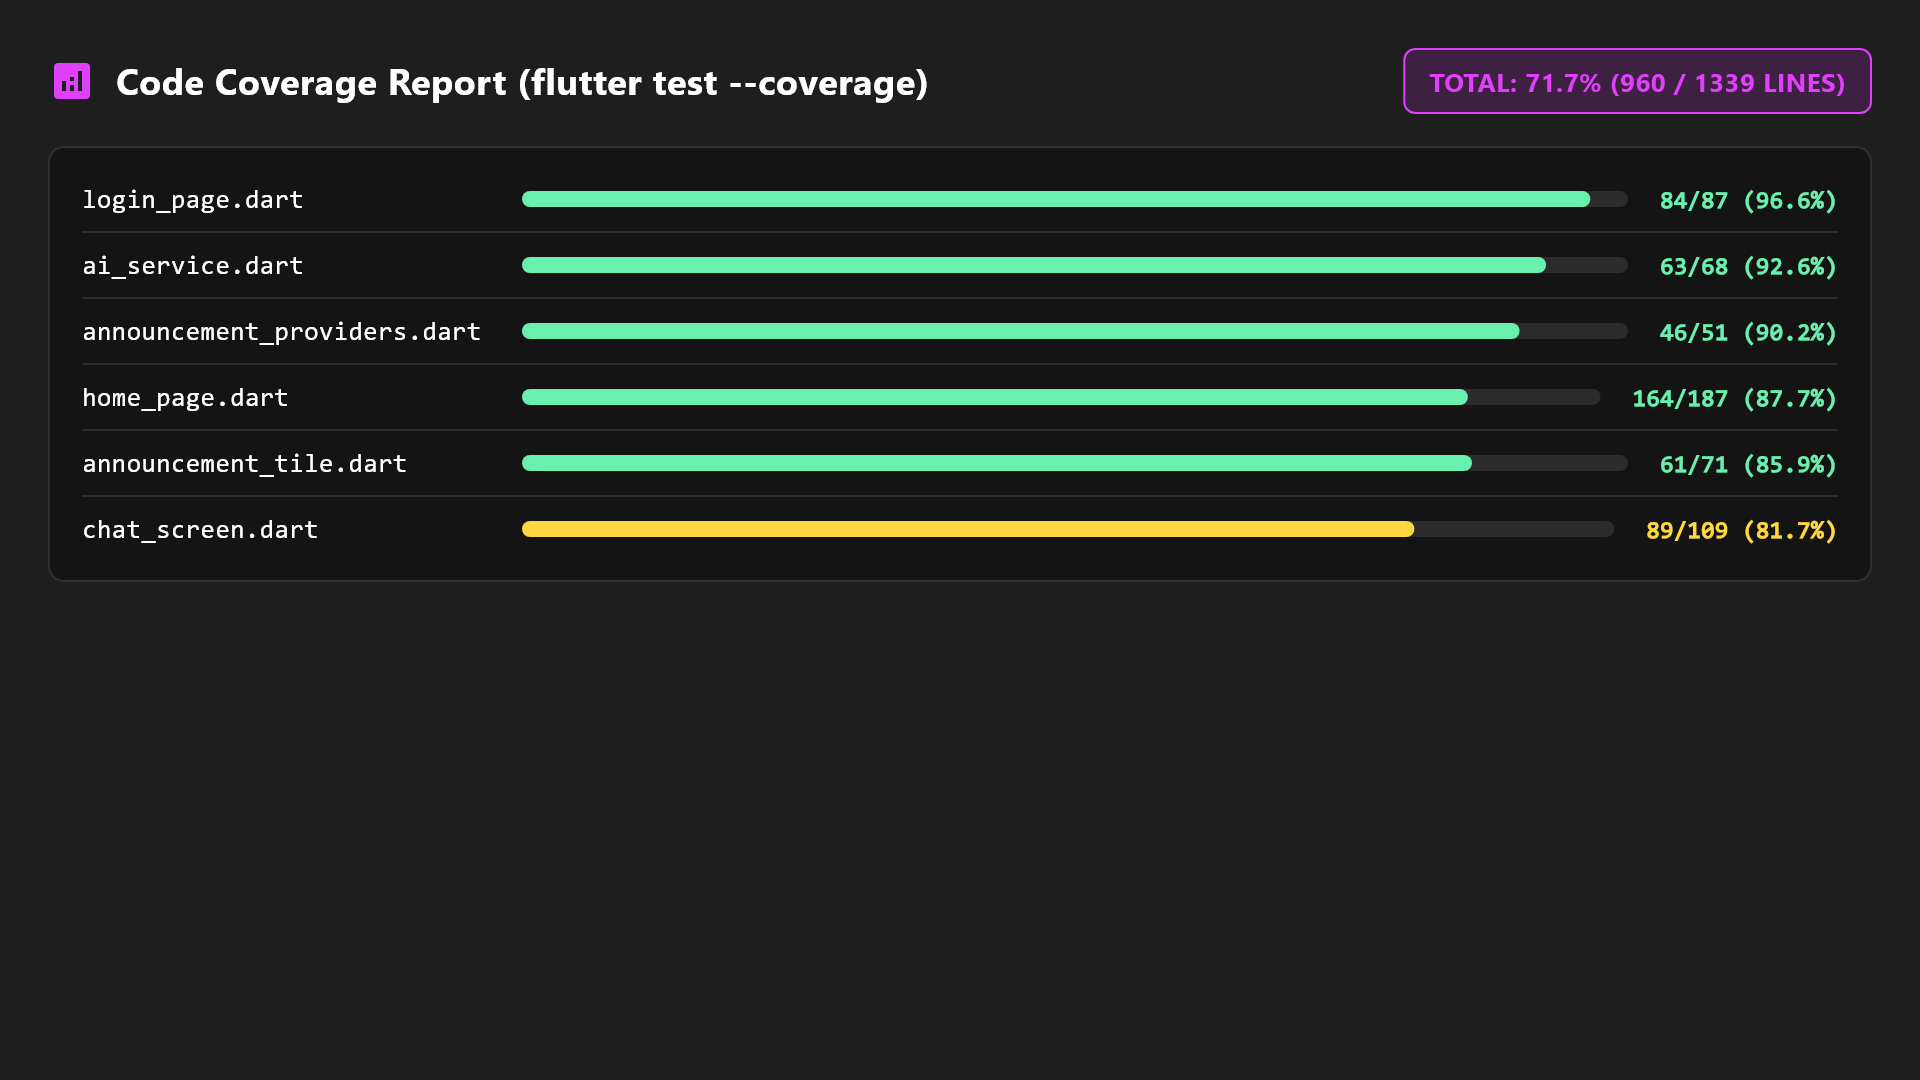 Code Coverage Report (flutter test --coverage)
TOTAL: 71.7% (960 / 1339 LINES)
login_page.dart 84/87 (96.6%)
ai_service.dart 63/68 (92.6%)
announcement_providers.dart 46/51 (90.2%)
home_page.dart 164/187 (87.7%)
announcement_tile.dart 61/71 (85.9%)
chat_screen.dart 89/109 (81.7%)